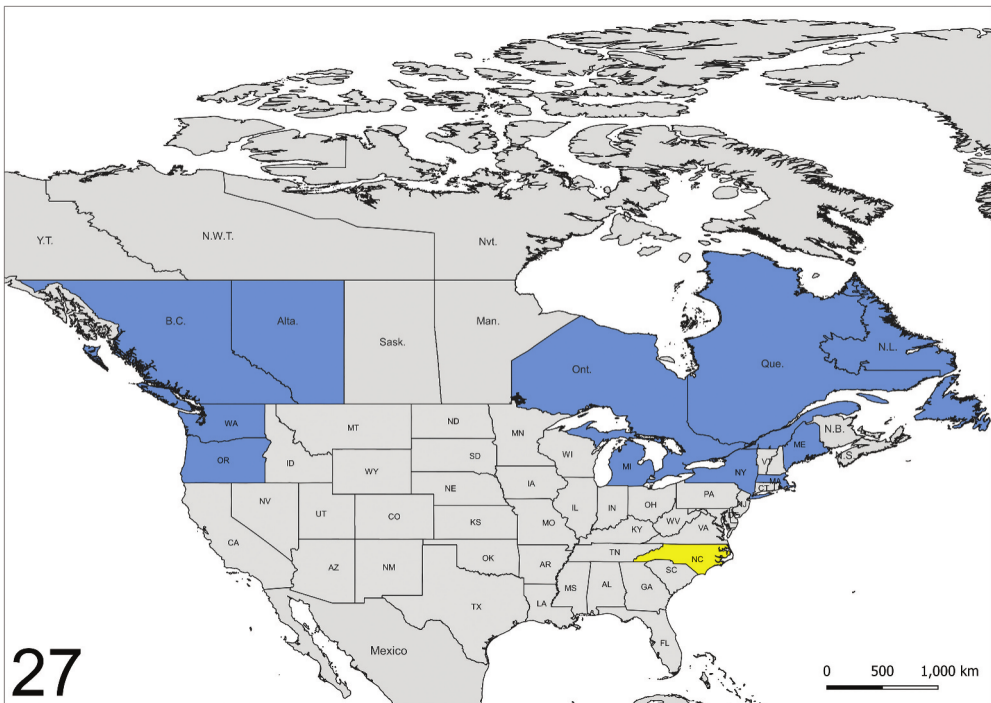 Y.T.
N.W.T.
Nvt.
B.C.
Alta.
Sask.
Man.
Ont.
Que.
N.L.
N.B.
N.S.
WA
MT
ND
MN
ME
OR
ID
WY
SD
WI
MI
NY
VT
MA
CT
NE
IA
PA
NJ
NV
UT
CO
KS
MO
IL
IN
OH
WV
VA
KY
CA
AZ
NM
OK
AR
TN
NC
SC
TX
LA
MS
AL
GA
FL
Mexico
27
0 500 1,000 km